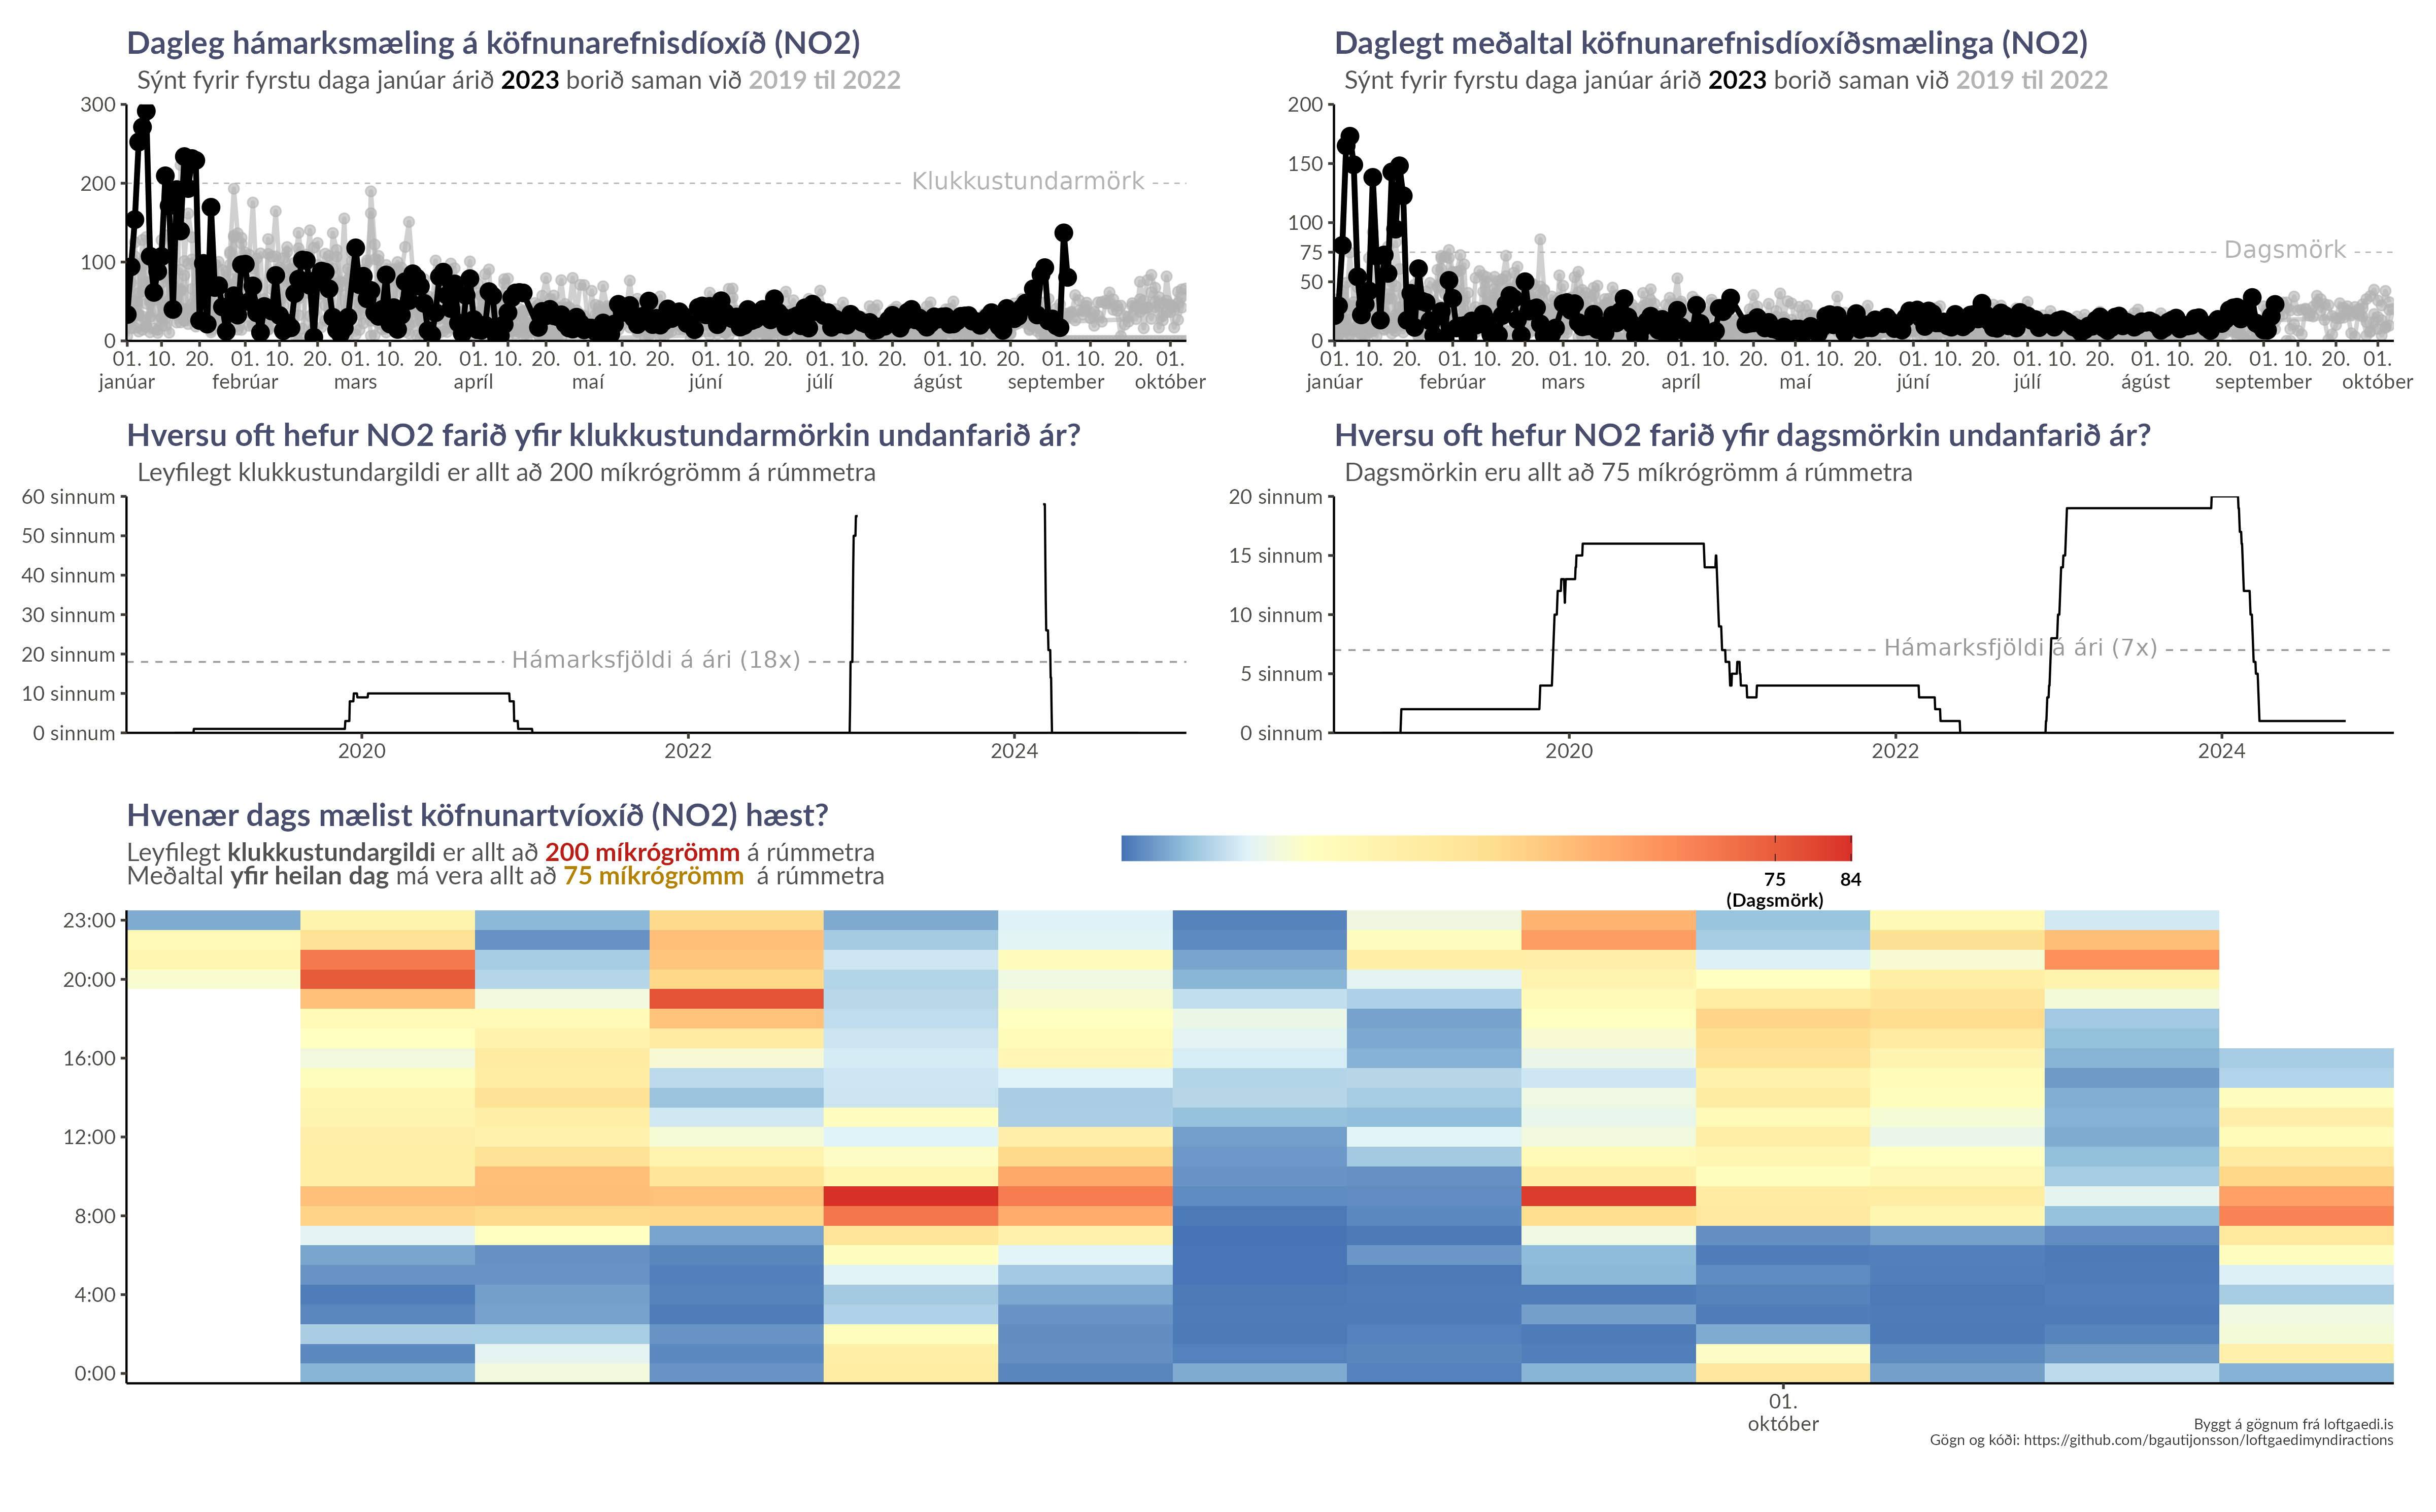 Dagleg hámarksmæling á köfnunarefnisdíoxíð (NO2)
Sýnt fyrir fyrstu daga janúar árið 2023 borið saman við 2019 til 2022
300
200
100
0
Klukkustundarmörk
01. 10. 20. 01. 10. 20. 01. 10. 20. 01. 10. 20. 01. 10. 20. 01. 10. 20. 01. 10. 20. 01. 10. 20. 01. 10. 20. 01.
janúar febrúar mars apríl maí júní júlí ágúst september október
Daglegt meðaltal köfnunarefnisdíoxíðsmælinga (NO2)
Sýnt fyrir fyrstu daga janúar árið 2023 borið saman við 2019 til 2022
200
150
100
75
50
0
Dagsmörk
01. 10. 20. 01. 10. 20. 01. 10. 20. 01. 10. 20. 01. 10. 20. 01. 10. 20. 01. 10. 20. 01. 10. 20. 01. 10. 20. 01.
janúar febrúar mars apríl maí júní júlí ágúst september október
Hversu oft hefur NO2 farið yfir klukkustundarmörkin undanfarið ár?
Leyfilegt klukkustundargildi er allt að 200 míkrógrömm á rúmmetra
60 sinnum
50 sinnum
40 sinnum
30 sinnum
20 sinnum
10 sinnum
0 sinnum
Hámarksfjöldi á ári (18x)
2020 2022 2024
Hversu oft hefur NO2 farið yfir dagsmörkin undanfarið ár?
Dagsmörkin eru allt að 75 míkrógrömm á rúmmetra
20 sinnum
15 sinnum
10 sinnum
5 sinnum
0 sinnum
Hámarksfjöldi á ári (7x)
2020 2022 2024
Hvenær dags mælist köfnunartvíoxíð (NO2) hæst?
Leyfilegt klukkustundargildi er allt að 200 míkrógrömm á rúmmetra
Meðaltal yfir heilan dag má vera allt að 75 míkrógrömm á rúmmetra
75 84
(Dagsmörk)
23:00
20:00
16:00
12:00
8:00
4:00
0:00
01.
október
Byggt á gögnum frá loftgaedi.is
Gögn og kóði: https://github.com/bgautijonsson/loftgaedimyndiractions